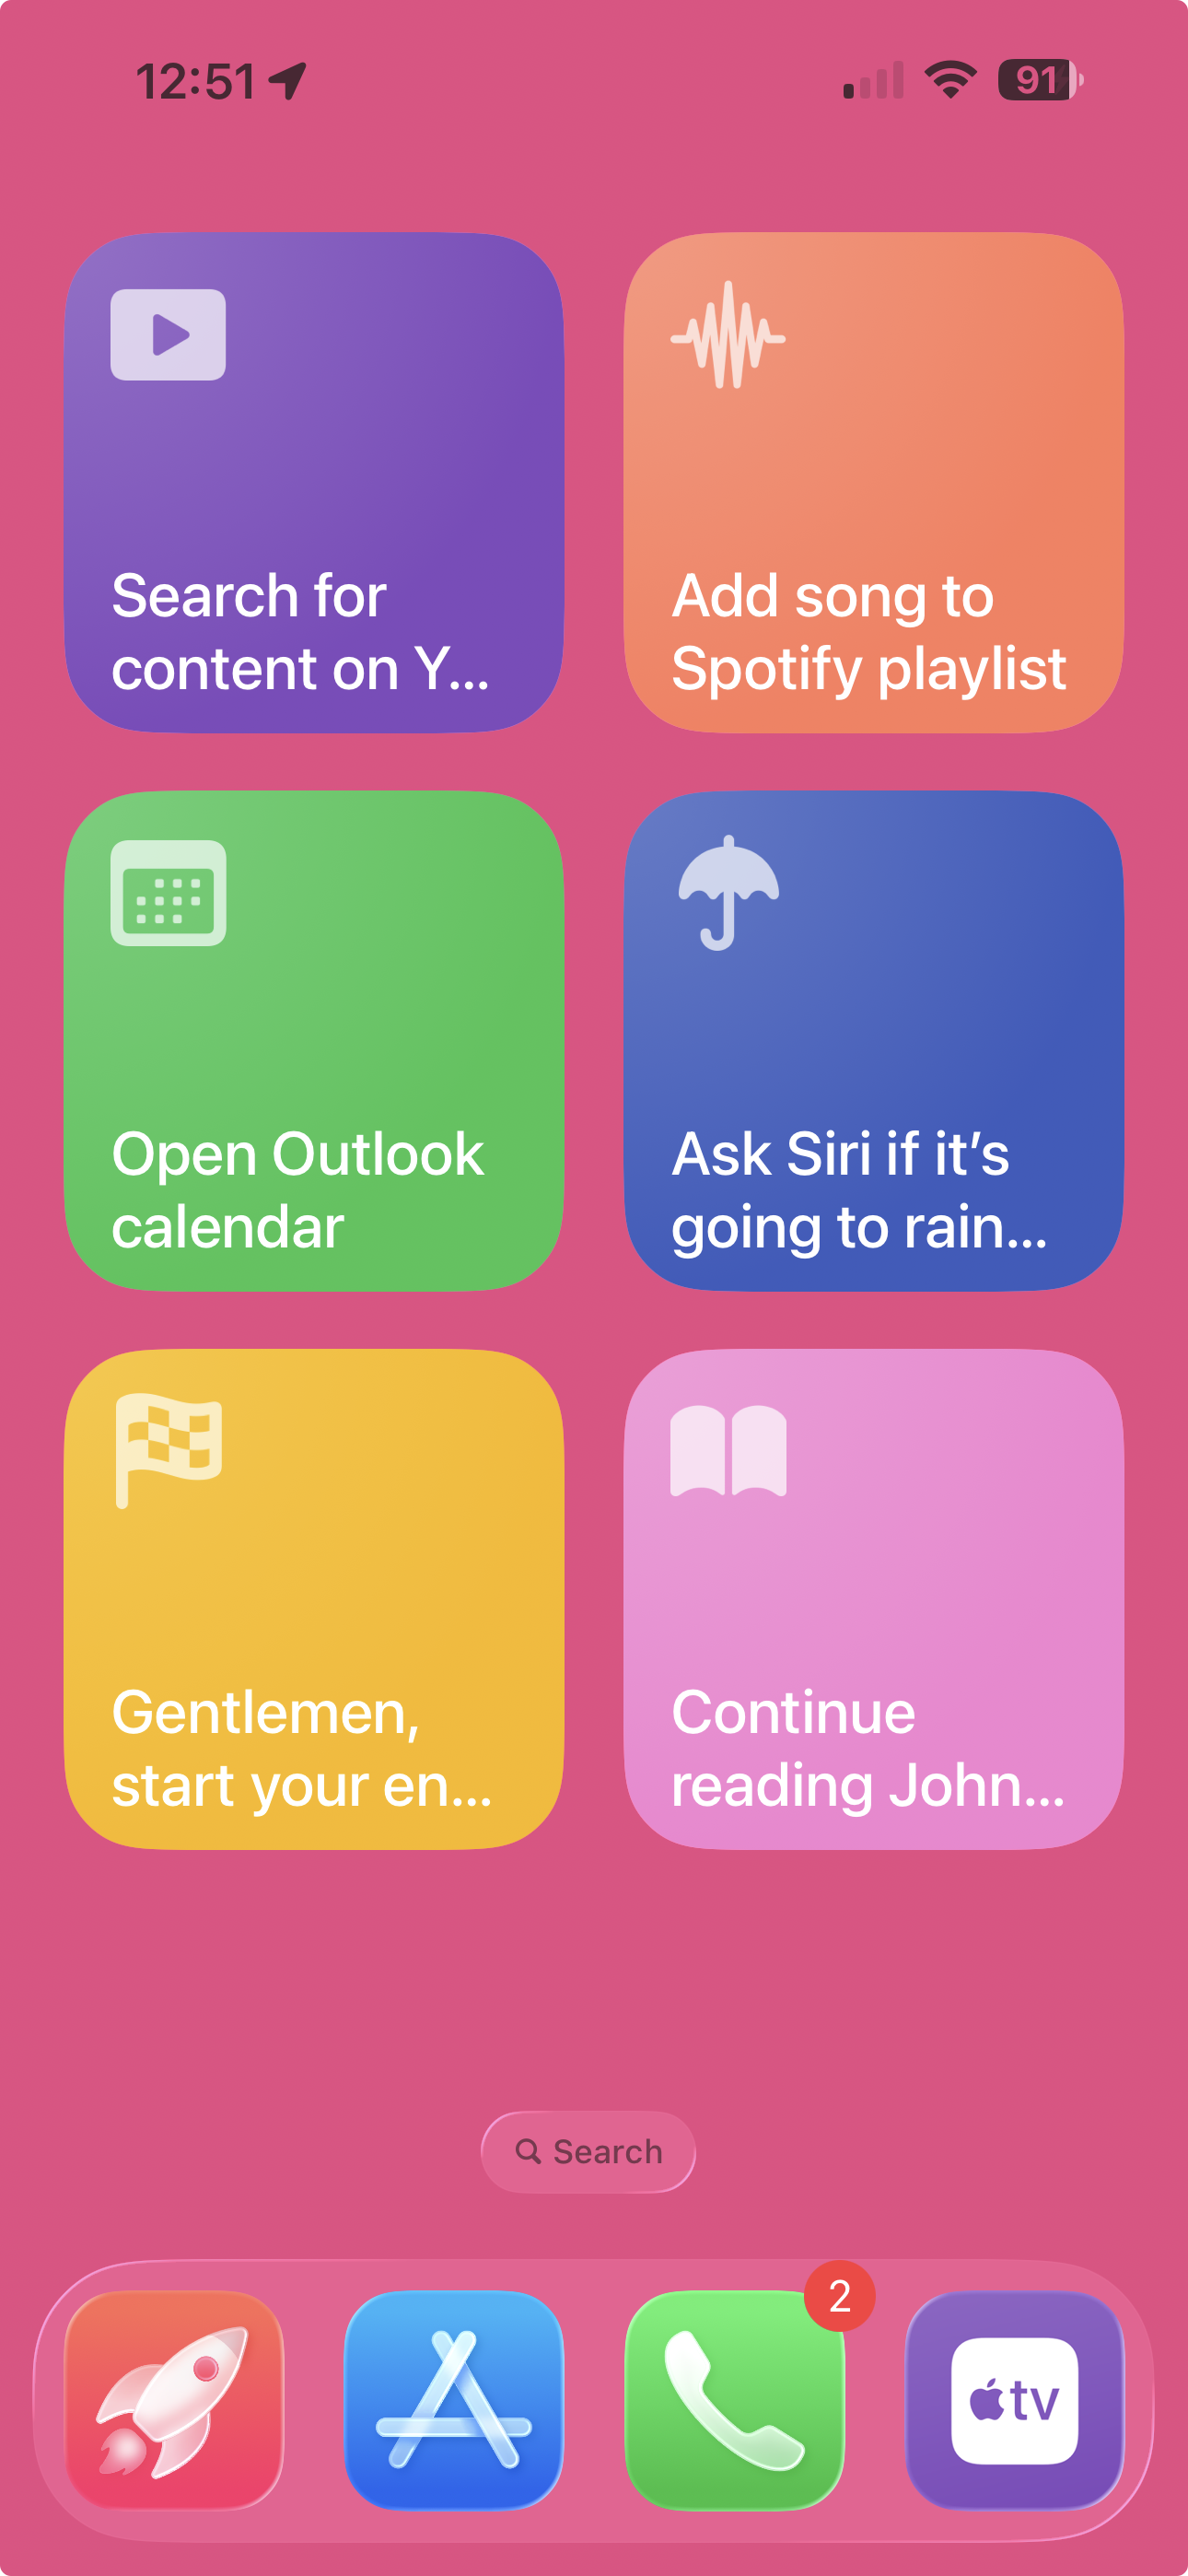 12:51
91
Search for
content on Y...
Add song to
Spotify playlist
Open Outlook
calendar
Ask Siri if it’s
going to rain...
Gentlemen,
start your en...
Continue
reading John...
Search
2
tv